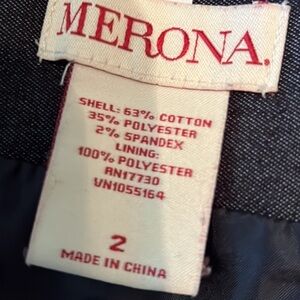 MERONA.
SHELL: 63% COTTON
35% POLYESTER
2% SPANDEX
LINING:
100% POLYESTER
RN17730
VN1055164
2
MADE IN CHINA